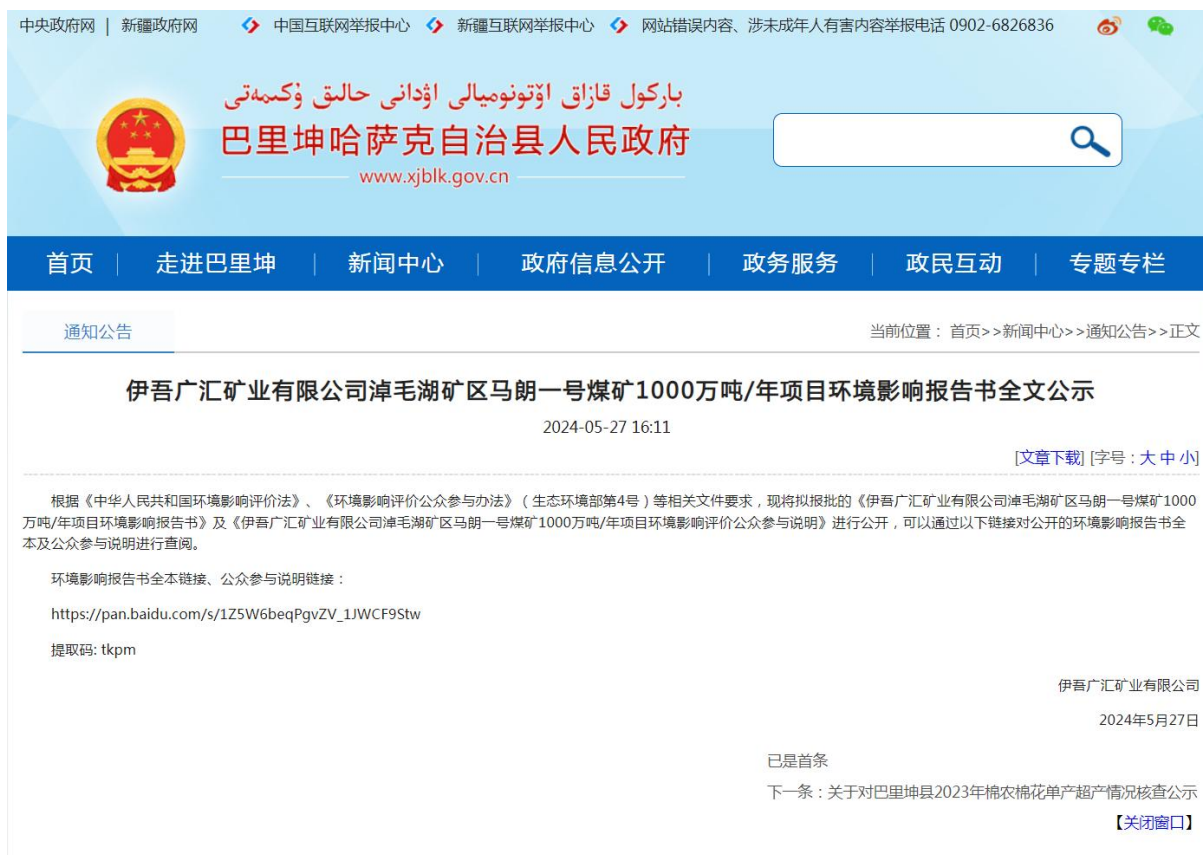 中央政府网 | 新疆政府网 中国互联网举报中心 新疆互联网举报中心 网站错误内容、涉未成年人有害内容举报电话 0902-6826836
باركول قازاق اۆتونوميالى اۋدانى حالىق ۇكىمەتى
巴里坤哈萨克自治县人民政府
www.xjblk.gov.cn
首页 | 走进巴里坤 | 新闻中心 | 政府信息公开 | 政务服务 | 政民互动 | 专题专栏
通知公告 当前位置： 首页>>新闻中心>>通知公告>>正文
伊吾广汇矿业有限公司淖毛湖矿区马朗一号煤矿1000万吨/年项目环境影响报告书全文公示
2024-05-27 16:11
[文章下载] [字号：大 中 小]
根据《中华人民共和国环境影响评价法》、《环境影响评价公众参与办法》（生态环境部第4号）等相关文件要求，现将拟报批的《伊吾广汇矿业有限公司淖毛湖矿区马朗一号煤矿1000
万吨/年项目环境影响报告书》及《伊吾广汇矿业有限公司淖毛湖矿区马朗一号煤矿1000万吨/年项目环境影响评价公众参与说明》进行公开，可以通过以下链接对公开的环境影响报告书全
本及公众参与说明进行查阅。
环境影响报告书全本链接、公众参与说明链接：
https://pan.baidu.com/s/1Z5W6beqPgvZV_1JWCF9Stw
提取码: tkpm
伊吾广汇矿业有限公司
2024年5月27日
已是首条
下一条：关于对巴里坤县2023年棉农棉花单产超产情况核查公示
【关闭窗口】